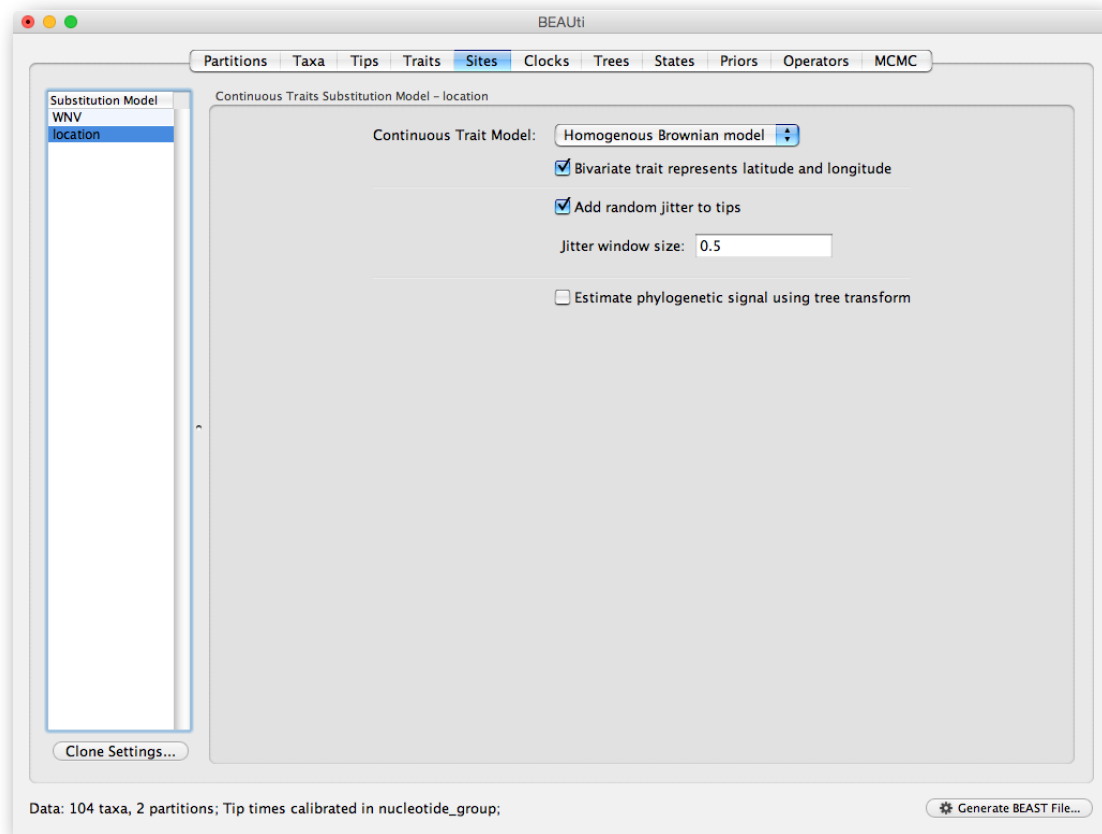 BEAUti
Partitions Taxa Tips Traits Sites Clocks Trees States Priors Operators MCMC
Substitution Model
WNV
location
Continuous Traits Substitution Model - location
Continuous Trait Model: Homogenous Brownian model
Bivariate trait represents latitude and longitude
Add random jitter to tips
Jitter window size: 0.5
Estimate phylogenetic signal using tree transform
Clone Settings...
Data: 104 taxa, 2 partitions; Tip times calibrated in nucleotide_group;
Generate BEAST File...